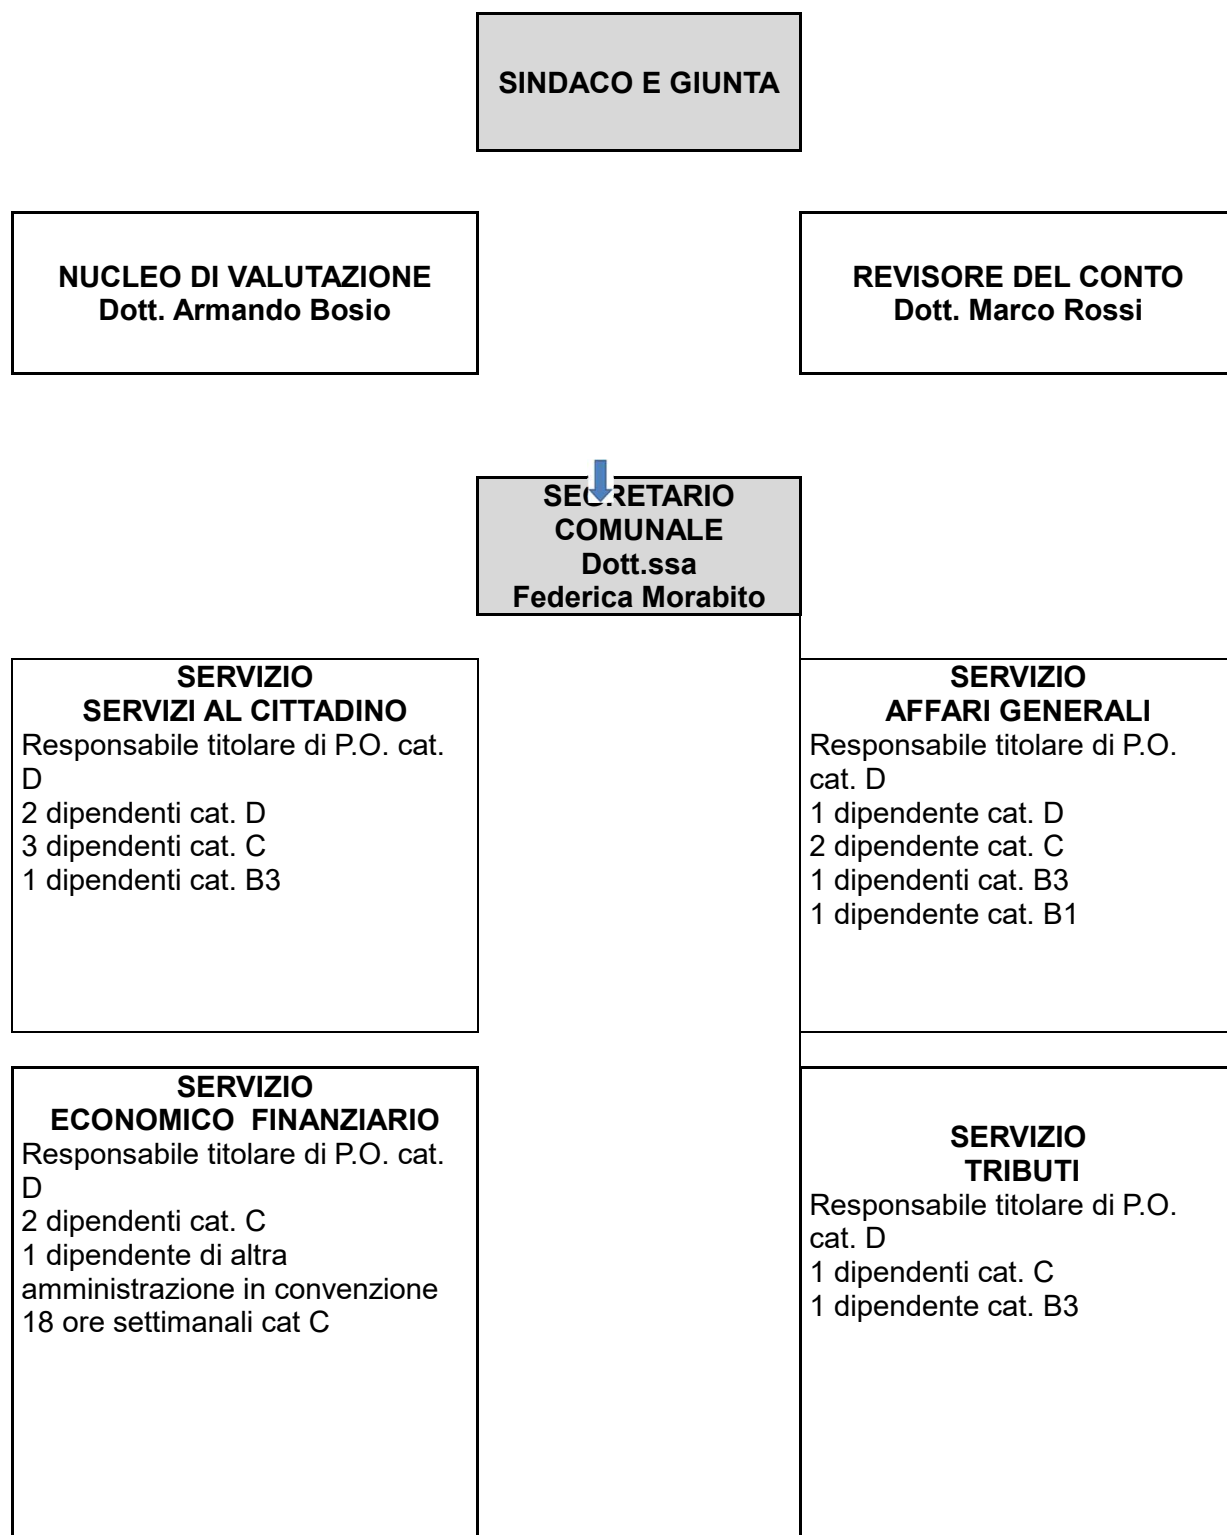 SINDACO E GIUNTA
NUCLEO DI VALUTAZIONE
Dott. Armando Bosio
REVISORE DEL CONTO
Dott. Marco Rossi
SEGRETARIO
COMUNALE
Dott.ssa
Federica Morabito
SERVIZIO
SERVIZI AL CITTADINO
Responsabile titolare di P.O. cat.
D
2 dipendenti cat. D
3 dipendenti cat. C
1 dipendenti cat. B3
SERVIZIO
AFFARI GENERALI
Responsabile titolare di P.O.
cat. D
1 dipendente cat. D
2 dipendente cat. C
1 dipendenti cat. B3
1 dipendente cat. B1
SERVIZIO
ECONOMICO  FINANZIARIO
Responsabile titolare di P.O. cat.
D
2 dipendenti cat. C
1 dipendente di altra
amministrazione in convenzione
18 ore settimanali cat C
SERVIZIO
TRIBUTI
Responsabile titolare di P.O.
cat. D
1 dipendenti cat. C
1 dipendente cat. B3